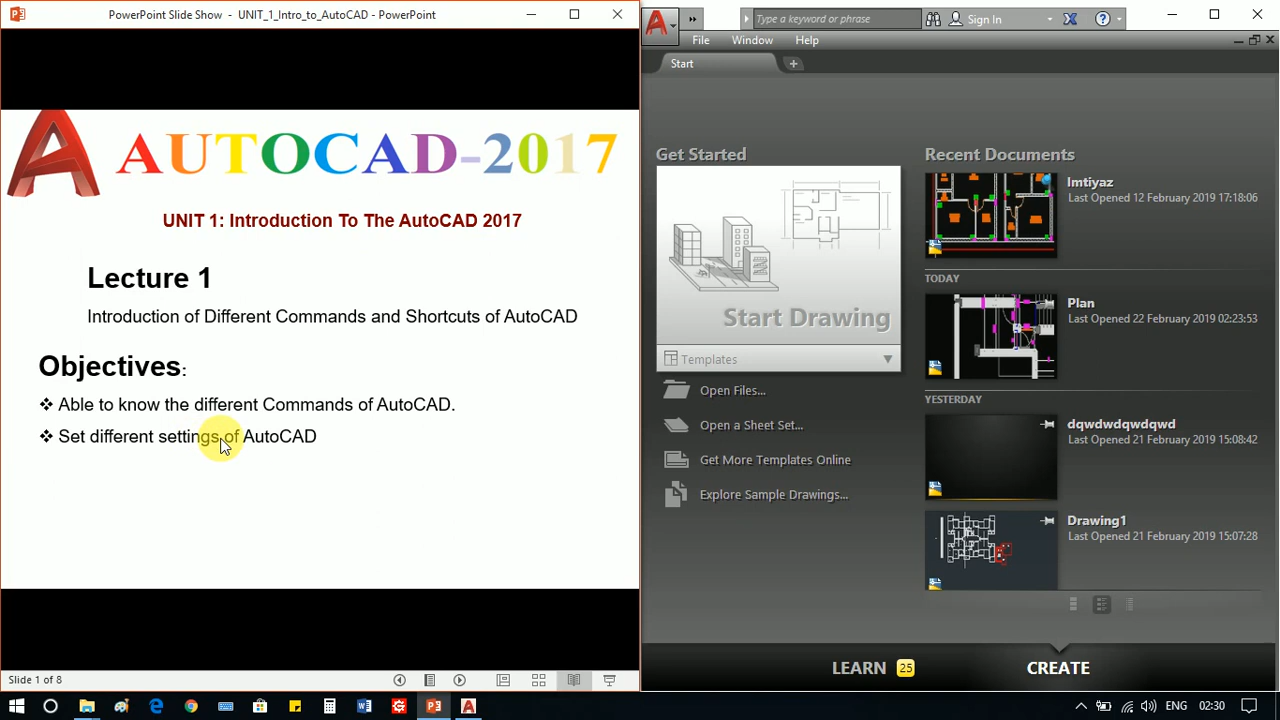 PowerPoint Slide Show - UNIT_1_Intro_to_AutoCAD - PowerPoint
AUTOCAD-2017
UNIT 1: Introduction To The AutoCAD 2017
Lecture 1
Introduction of Different Commands and Shortcuts of AutoCAD
Objectives:
❖ Able to know the different Commands of AutoCAD.
❖ Set different settings of AutoCAD
Slide 1 of 8
Type a keyword or phrase
Sign In
File Window Help
Start
Get Started
Start Drawing
Templates
Open Files...
Open a Sheet Set...
Get More Templates Online
Explore Sample Drawings...
Recent Documents
Imtiyaz
Last Opened 12 February 2019 17:18:06
TODAY
Plan
Last Opened 22 February 2019 02:23:53
YESTERDAY
dqwdwdqwdqwd
Last Opened 21 February 2019 15:08:42
Drawing1
Last Opened 21 February 2019 15:07:28
LEARN 25 CREATE
ENG 02:30